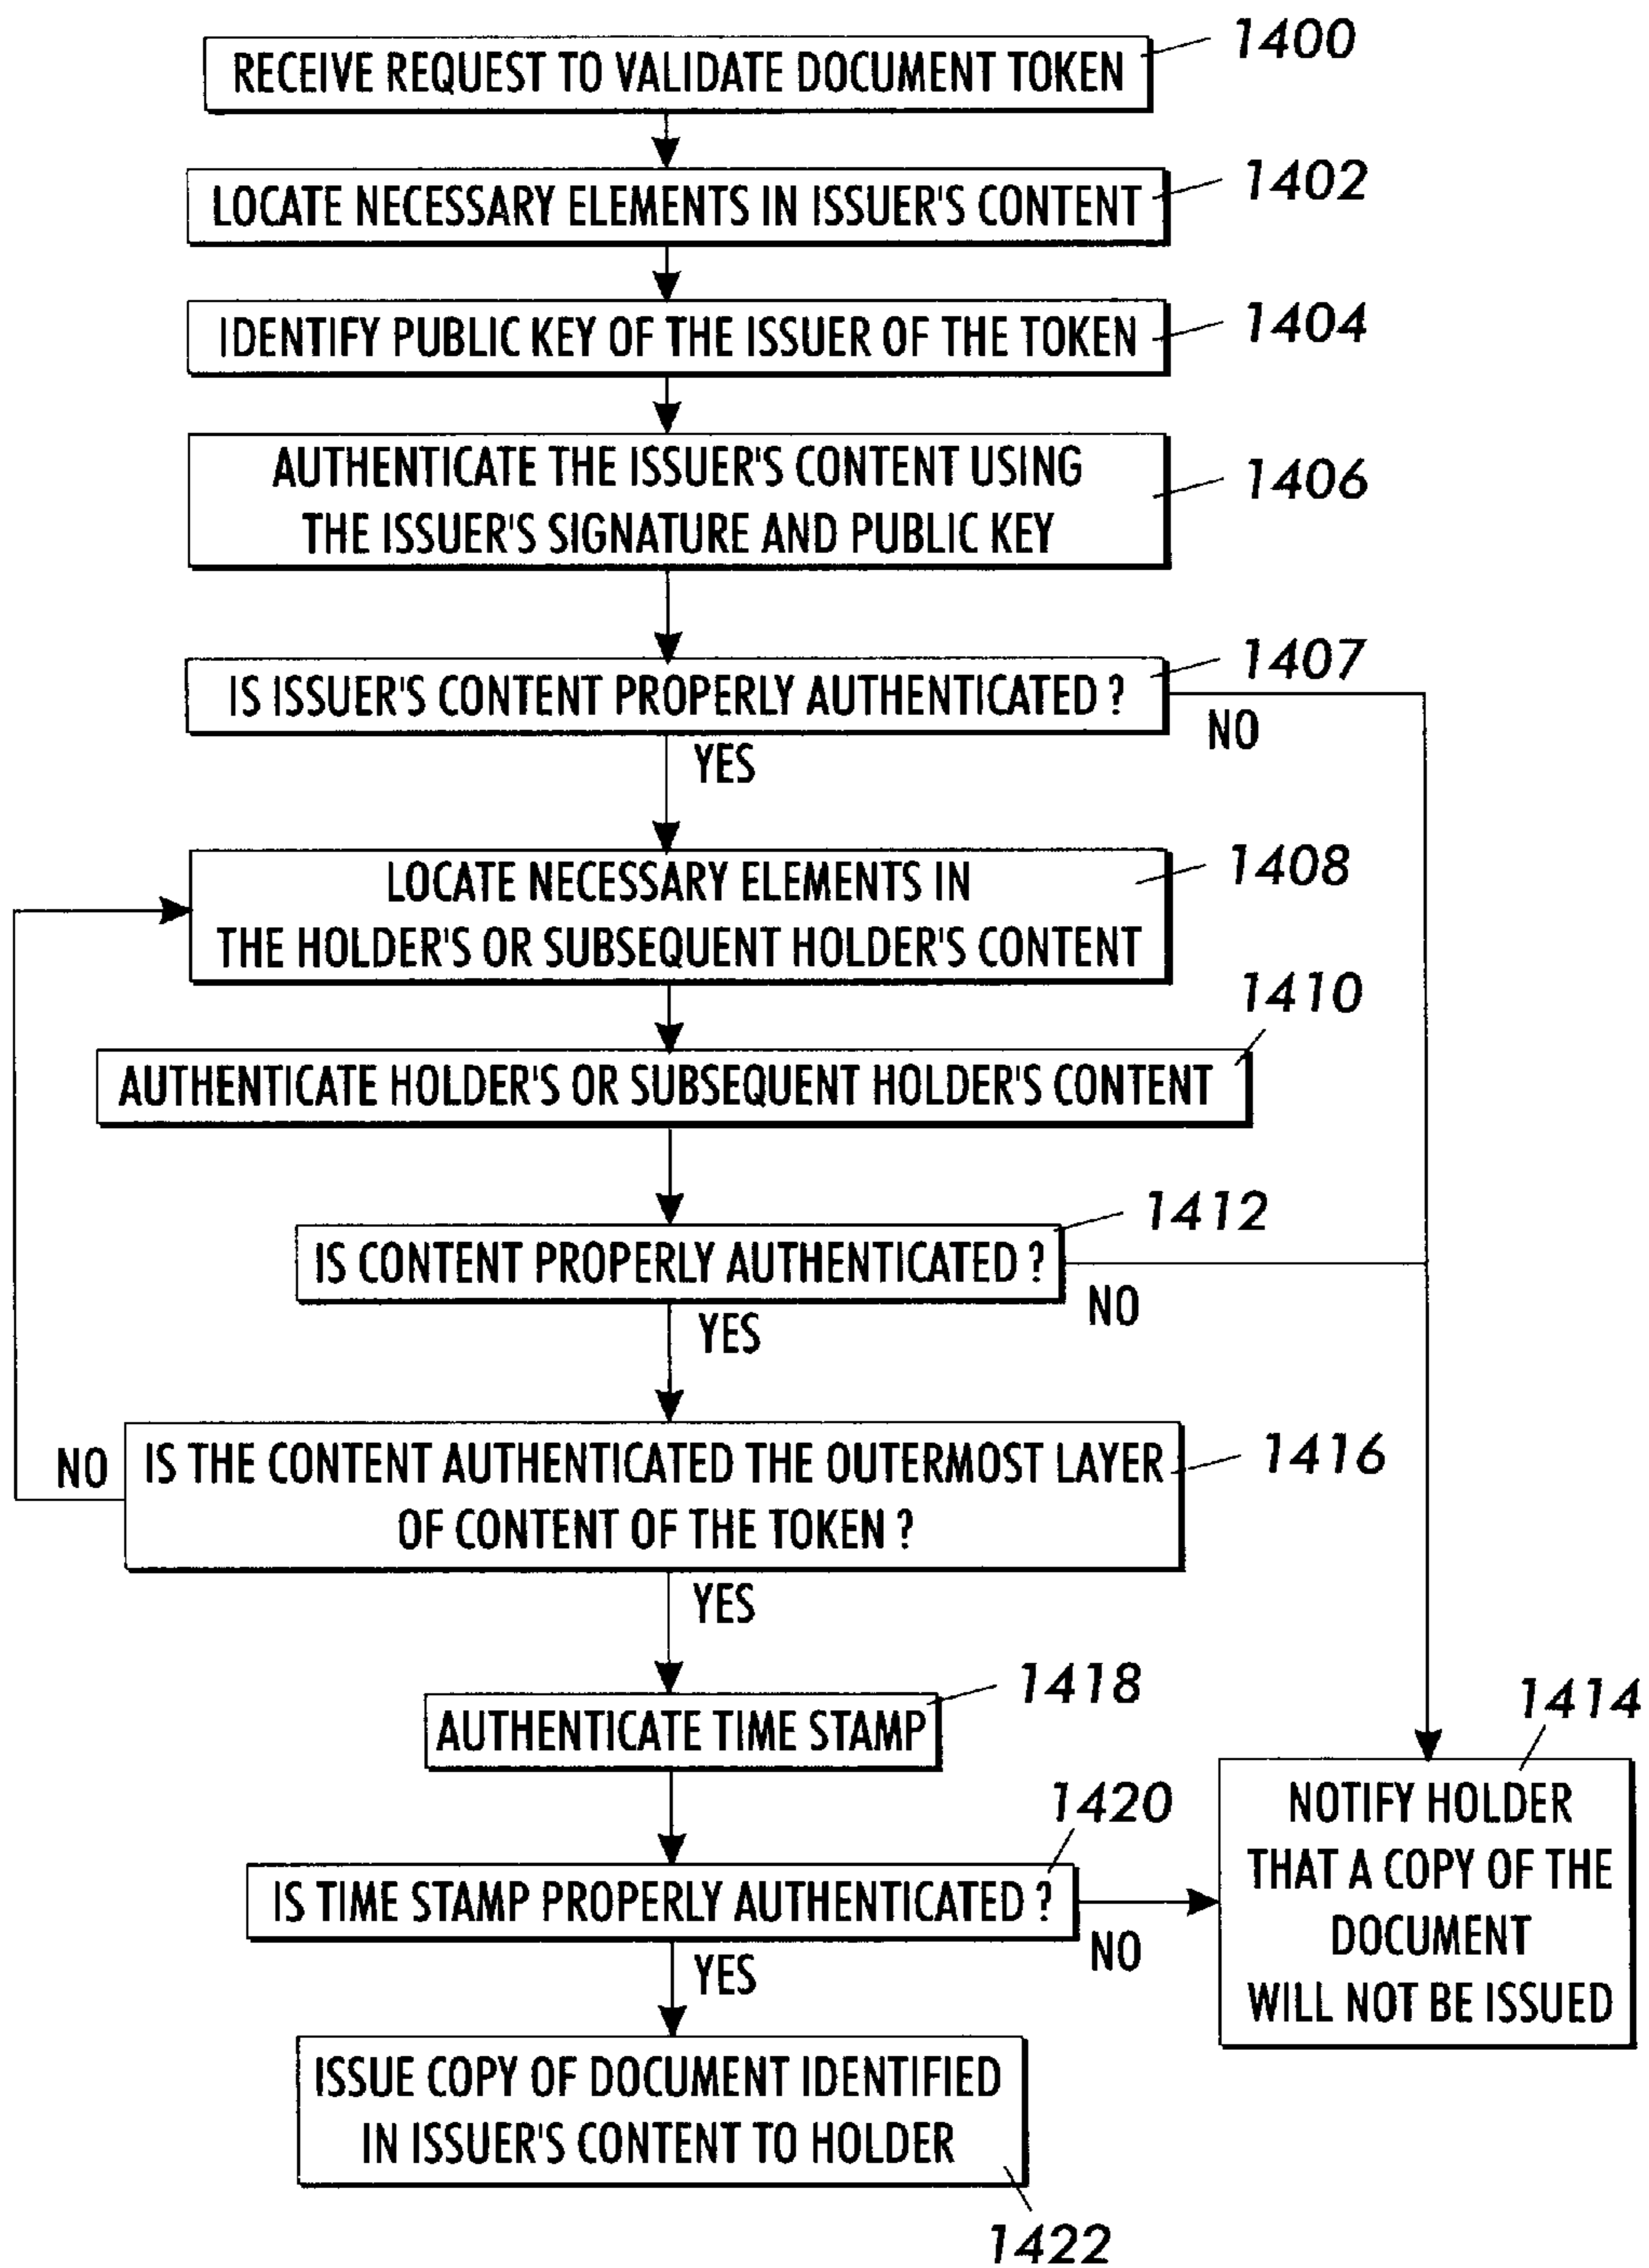 1400
RECEIVE REQUEST TO VALIDATE DOCUMENT TOKEN
1402
LOCATE NECESSARY ELEMENTS IN ISSUER'S CONTENT
1404
IDENTIFY PUBLIC KEY OF THE ISSUER OF THE TOKEN
1406
AUTHENTICATE THE ISSUER'S CONTENT USING
THE ISSUER'S SIGNATURE AND PUBLIC KEY
1407
IS ISSUER'S CONTENT PROPERLY AUTHENTICATED ?
NO
YES
1408
LOCATE NECESSARY ELEMENTS IN
THE HOLDER'S OR SUBSEQUENT HOLDER'S CONTENT
1410
AUTHENTICATE HOLDER'S OR SUBSEQUENT HOLDER'S CONTENT
1412
IS CONTENT PROPERLY AUTHENTICATED ?
NO
YES
1416
NO
IS THE CONTENT AUTHENTICATED THE OUTERMOST LAYER
OF CONTENT OF THE TOKEN ?
YES
1418
AUTHENTICATE TIME STAMP
1420
IS TIME STAMP PROPERLY AUTHENTICATED ?
NO
YES
1414
NOTIFY HOLDER
THAT A COPY OF THE
DOCUMENT
WILL NOT BE ISSUED
ISSUE COPY OF DOCUMENT IDENTIFIED
IN ISSUER'S CONTENT TO HOLDER
1422